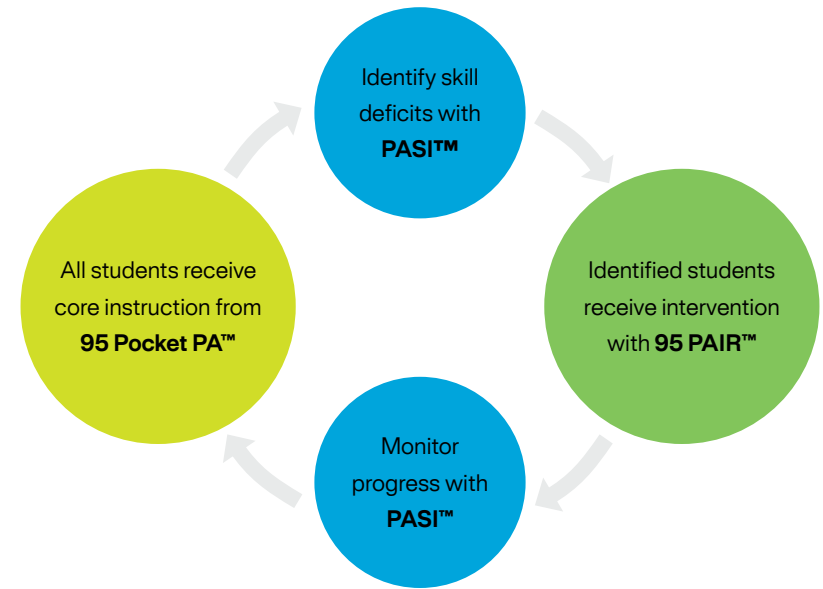 Identify skill
deficits with
PASI™
All students receive
core instruction from
95 Pocket PA™
Identified students
receive intervention
with 95 PAIR™
Monitor
progress with
PASI™